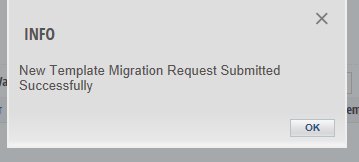 INFO
New Template Migration Request Submitted
Successfully
OK